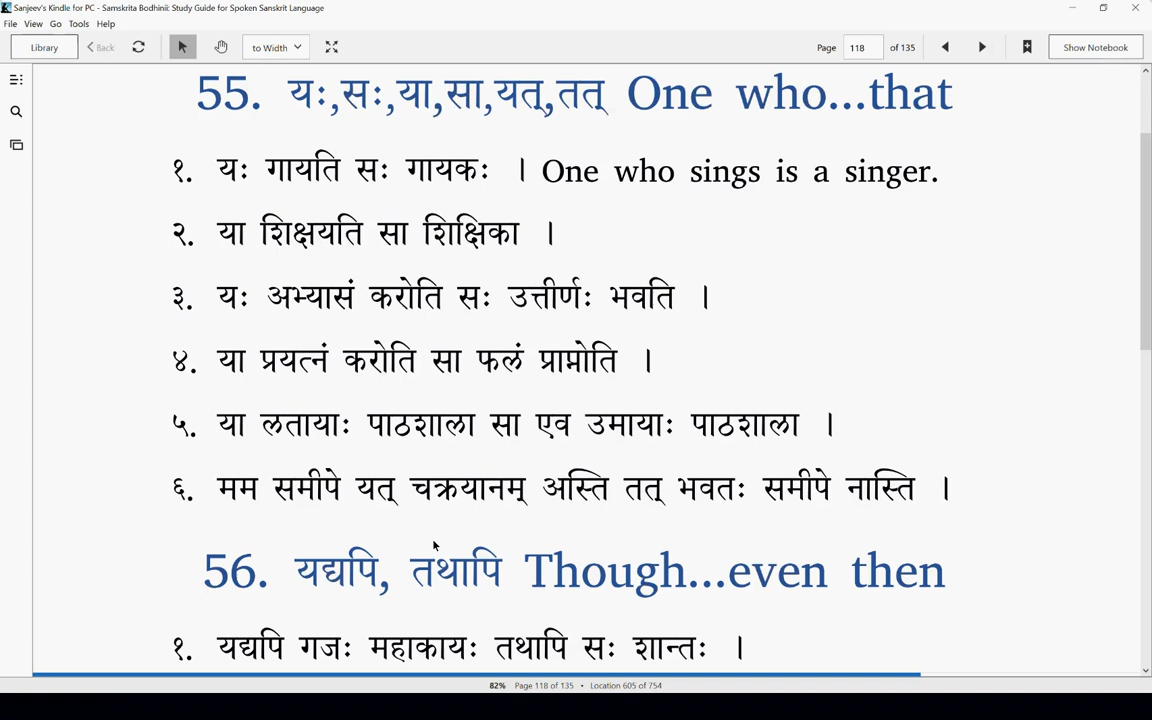 Sanjeev's Kindle for PC - Samskrita Bodhinii: Study Guide for Spoken Sanskrit Language
File View Go Tools Help
Library Back to Width Page 118 of 135 Show Notebook
55. यः,सः,या,सा,यत्,तत् One who...that
१. यः गायति सः गायकः । One who sings is a singer.
२. या शिक्षयति सा शिक्षिका ।
३. यः अभ्यासं करोति सः उत्तीर्णः भवति ।
४. या प्रयत्नं करोति सा फलं प्राप्नोति ।
५. या लतायाः पाठशाला सा एव उमायाः पाठशाला ।
६. मम समीपे यत् चक्रयानम् अस्ति तत् भवतः समीपे नास्ति ।
56. यद्यपि, तथापि Though...even then
१. यद्यपि गजः महाकायः तथापि सः शान्तः ।
82% Page 118 of 135 • Location 605 of 754